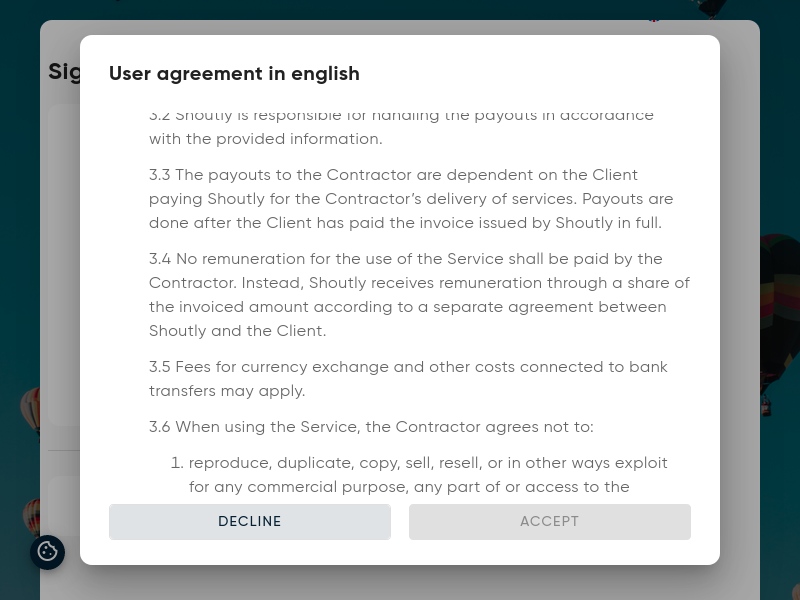 Sig
User agreement in english
3.2 Shoutly is responsible for handling the payouts in accordance
with the provided information.
3.3 The payouts to the Contractor are dependent on the Client
paying Shoutly for the Contractor’s delivery of services. Payouts are
done after the Client has paid the invoice issued by Shoutly in full.
3.4 No remuneration for the use of the Service shall be paid by the
Contractor. Instead, Shoutly receives remuneration through a share of
the invoiced amount according to a separate agreement between
Shoutly and the Client.
3.5 Fees for currency exchange and other costs connected to bank
transfers may apply.
3.6 When using the Service, the Contractor agrees not to:
1. reproduce, duplicate, copy, sell, resell, or in other ways exploit
for any commercial purpose, any part of or access to the
DECLINE
ACCEPT